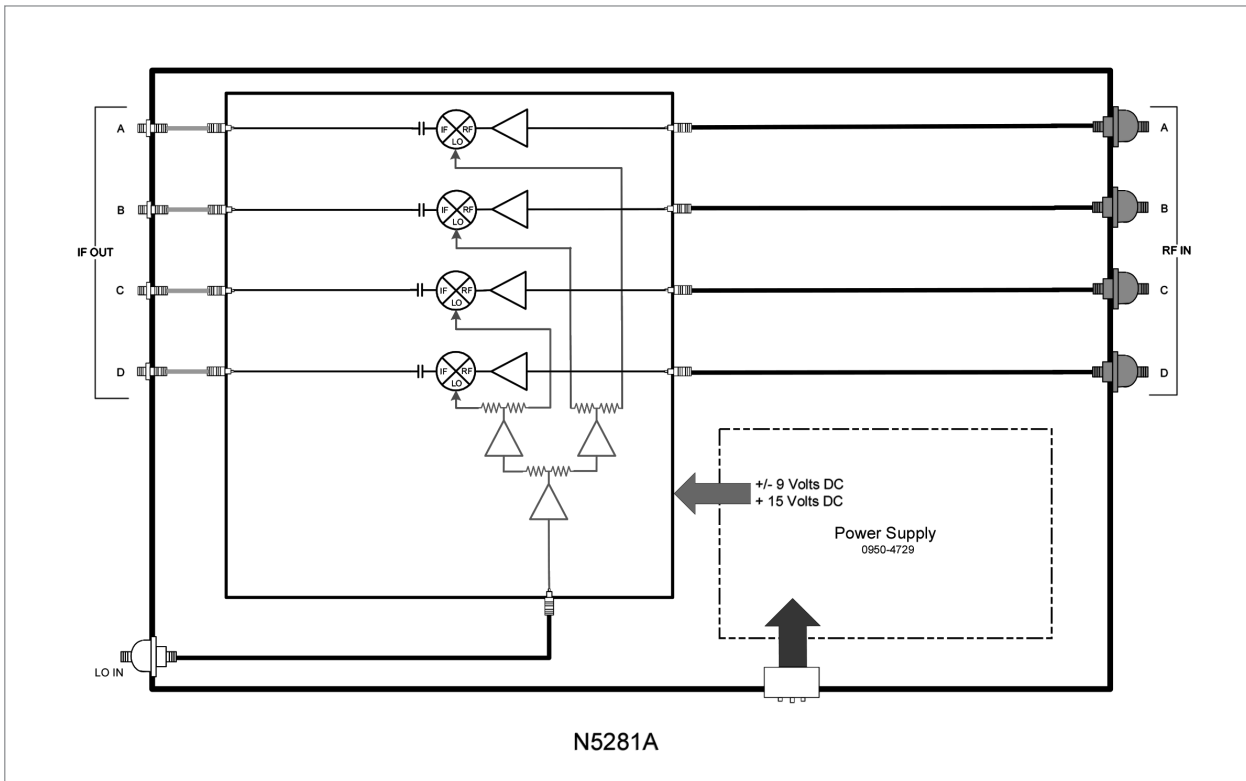 IF RF
LO
A
A
IF RF
LO
B
B
IF OUT
RF IN
IF RF
LO
C
C
IF RF
LO
D
D
+/- 9 Volts DC
+ 15 Volts DC
Power Supply
0950-4729
LO IN
N5281A